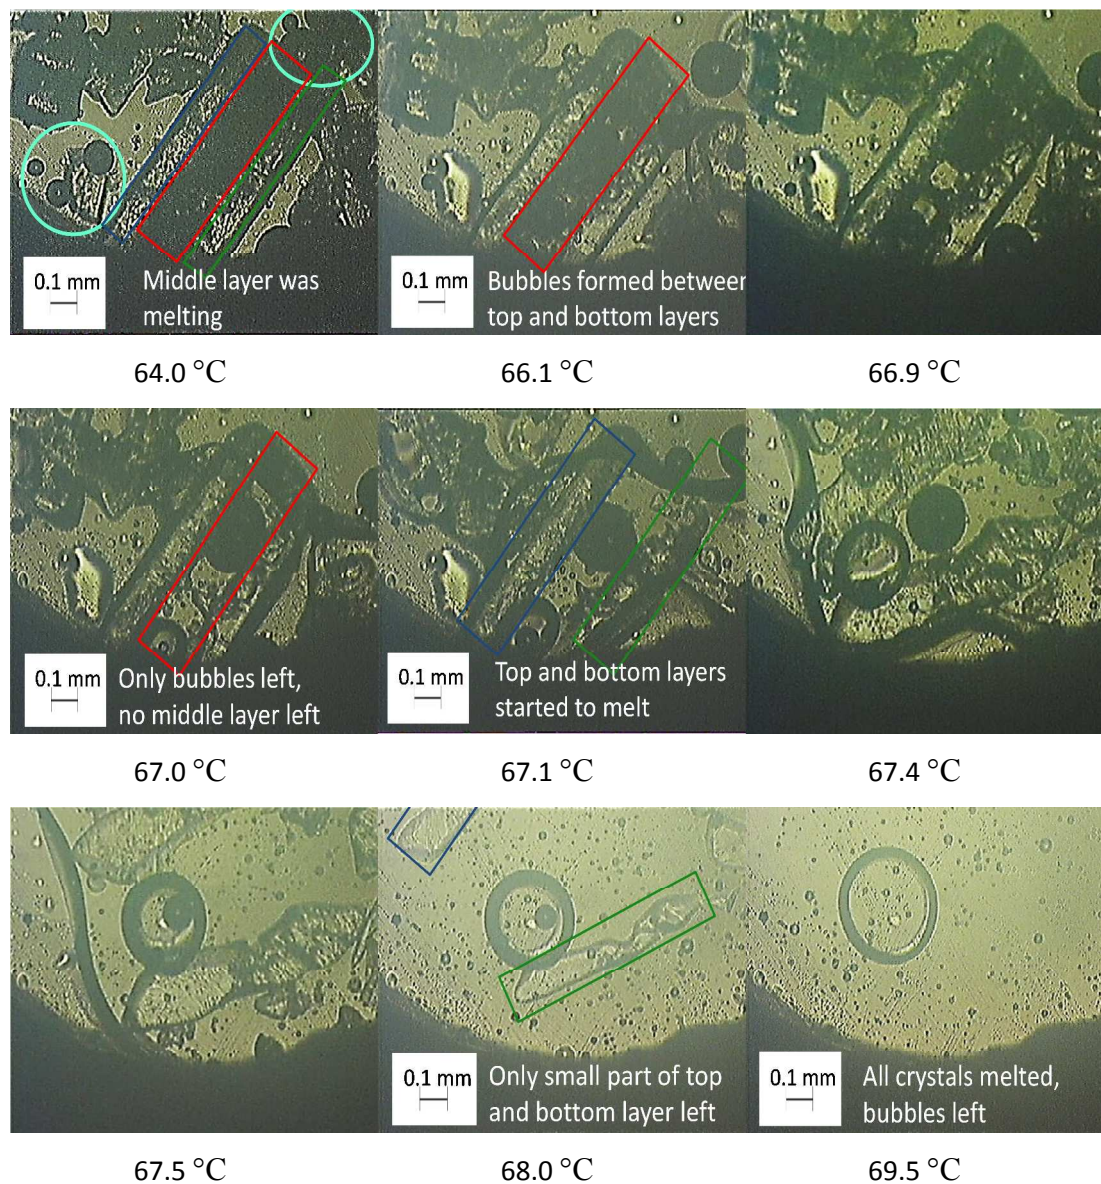 0.1 mm
Middle layer was
melting
0.1 mm
Bubbles formed between
top and bottom layers
64.0 °C
66.1 °C
66.9 °C
0.1 mm
Only bubbles left,
no middle layer left
0.1 mm
Top and bottom layers
started to melt
67.0 °C
67.1 °C
67.4 °C
0.1 mm
Only small part of top
and bottom layer left
0.1 mm
All crystals melted,
bubbles left
67.5 °C
68.0 °C
69.5 °C